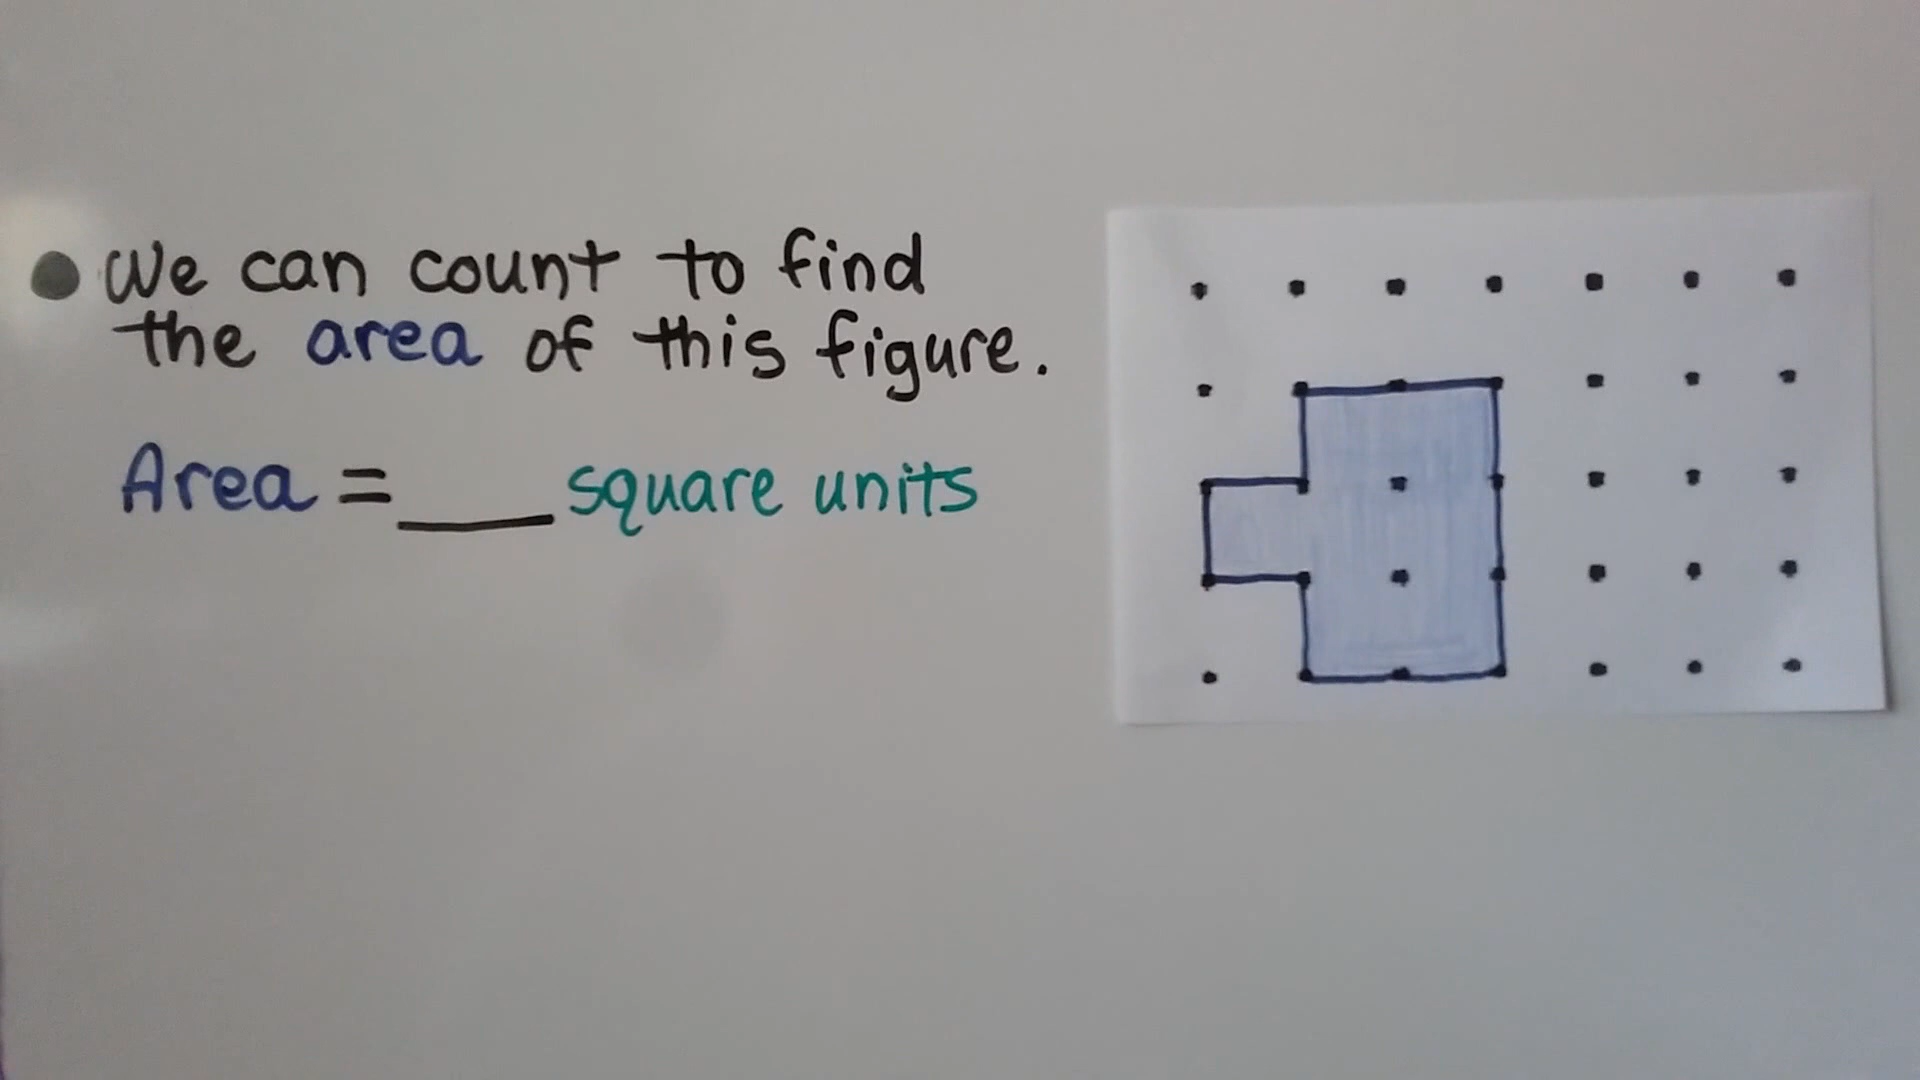 We can count to find
the area of this figure.
Area = ___ square units